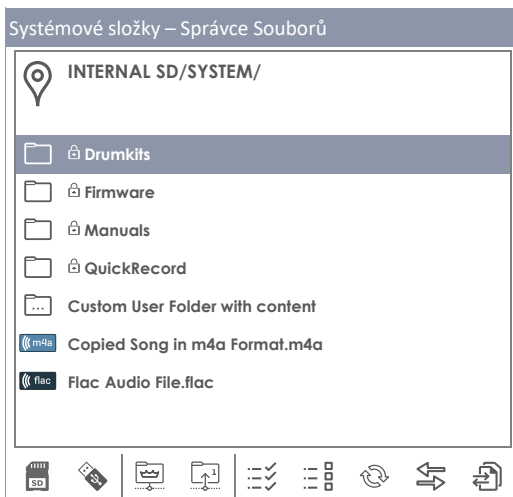 Systémové složky – Správce Souborů
INTERNAL SD/SYSTEM/
Drumkits
Firmware
Manuals
QuickRecord
... Custom User Folder with content
m4a Copied Song in m4a Format.m4a
flac Flac Audio File.flac
SD 1